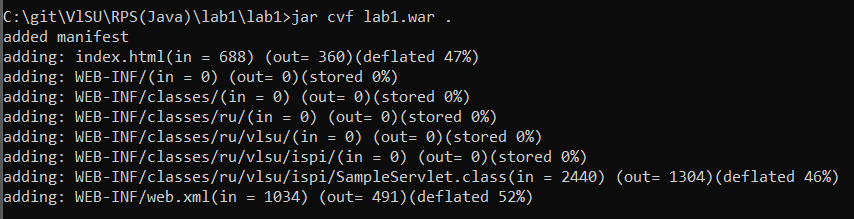 C:\git\VlSU\RPS(Java)\lab1\lab1>jar cvf lab1.war .
added manifest
adding: index.html(in = 688) (out= 360)(deflated 47%)
adding: WEB-INF/(in = 0) (out= 0)(stored 0%)
adding: WEB-INF/classes/(in = 0) (out= 0)(stored 0%)
adding: WEB-INF/classes/ru/(in = 0) (out= 0)(stored 0%)
adding: WEB-INF/classes/ru/vlsu/(in = 0) (out= 0)(stored 0%)
adding: WEB-INF/classes/ru/vlsu/ispi/(in = 0) (out= 0)(stored 0%)
adding: WEB-INF/classes/ru/vlsu/ispi/SampleServlet.class(in = 2440) (out= 1304)(deflated 46%)
adding: WEB-INF/web.xml(in = 1034) (out= 491)(deflated 52%)